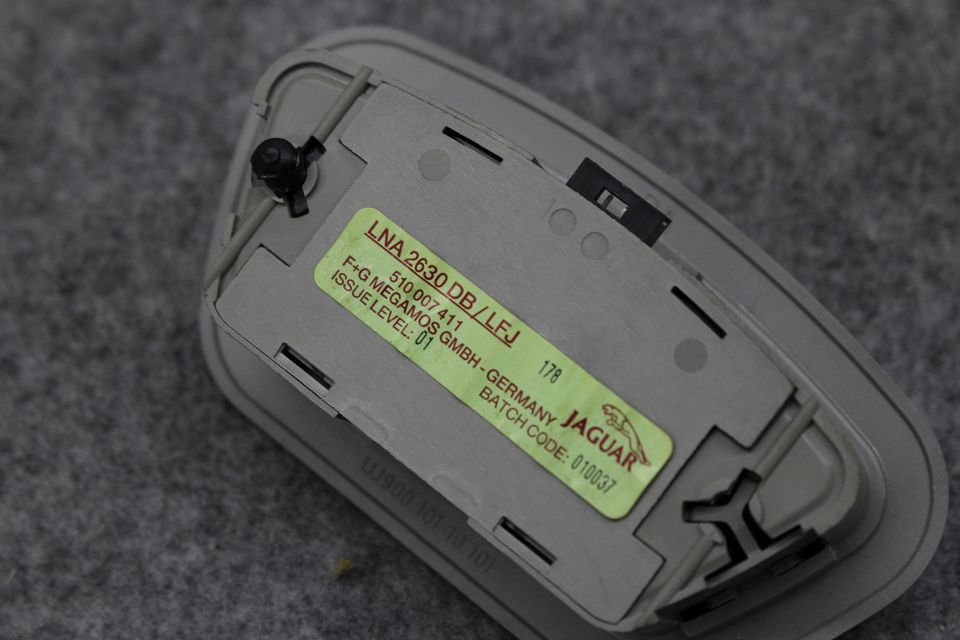 LNA 2630 DB/LFJ
510 007 411 178
F+G MEGAMOS GMBH - GERMANY
ISSUE LEVEL: 01 BATCH CODE: 010037
JAGUAR